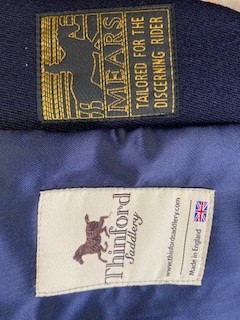 MEARS
TAILORED FOR THE
DISCERNING RIDER
Thinford
Saddlery
www.thinfordsaddlery.com
Made in England